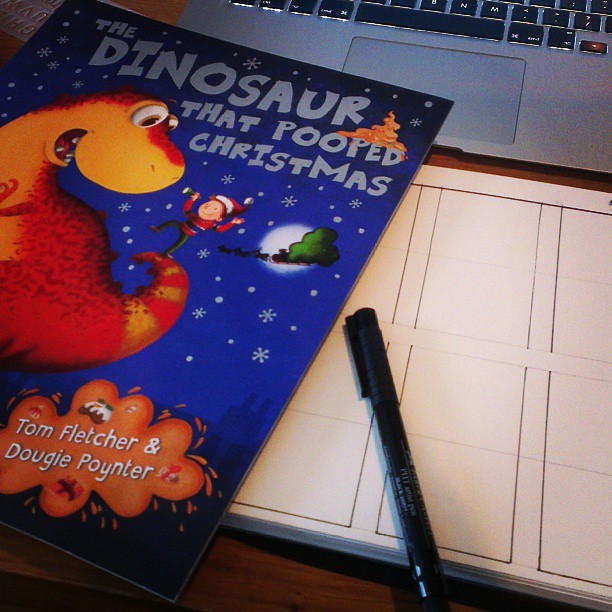 THE
DINOSAUR
THAT POOPED
CHRISTMAS
Tom Fletcher &
Dougie Poynter